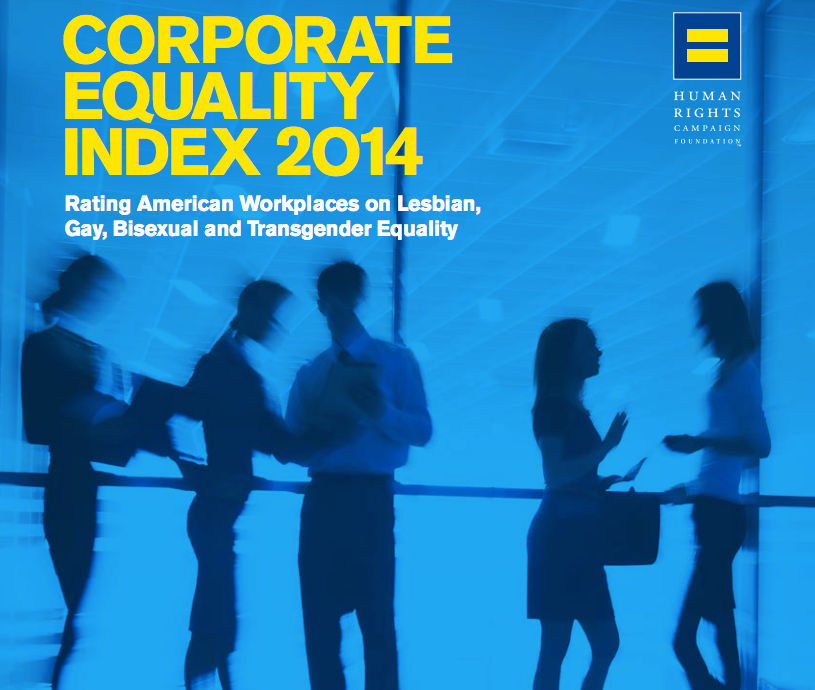 CORPORATE
EQUALITY
INDEX 2014
Rating American Workplaces on Lesbian,
Gay, Bisexual and Transgender Equality
HUMAN
RIGHTS
CAMPAIGN
FOUNDATION